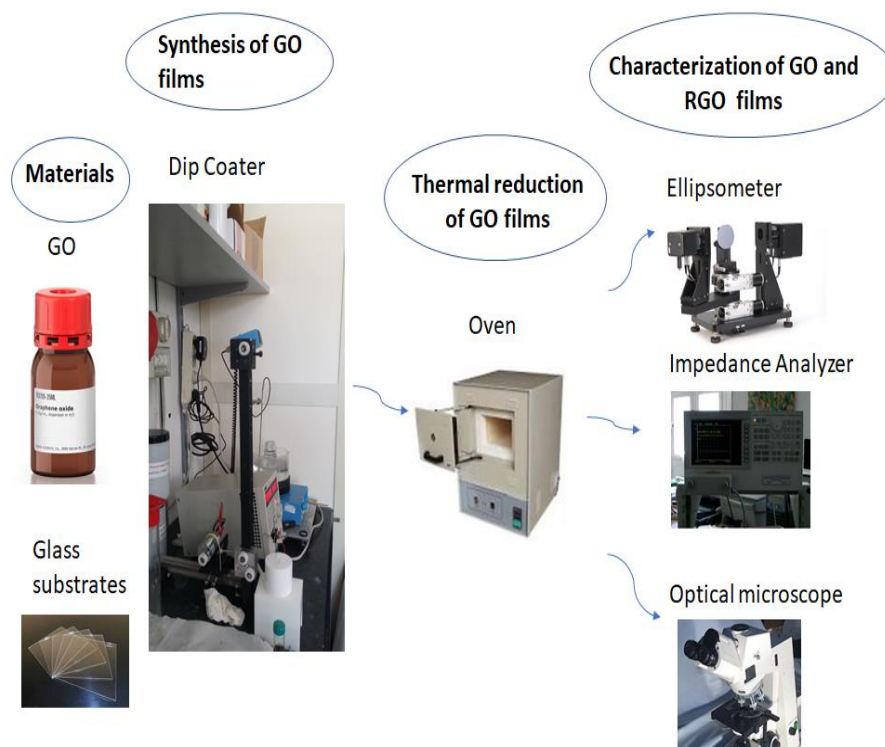 Synthesis of GO
films
Characterization of GO and
RGO films
Materials
Dip Coater
Thermal reduction
of GO films
Ellipsometer
GO
Oven
Impedance Analyzer
Graphene oxide
Glass
substrates
Optical microscope